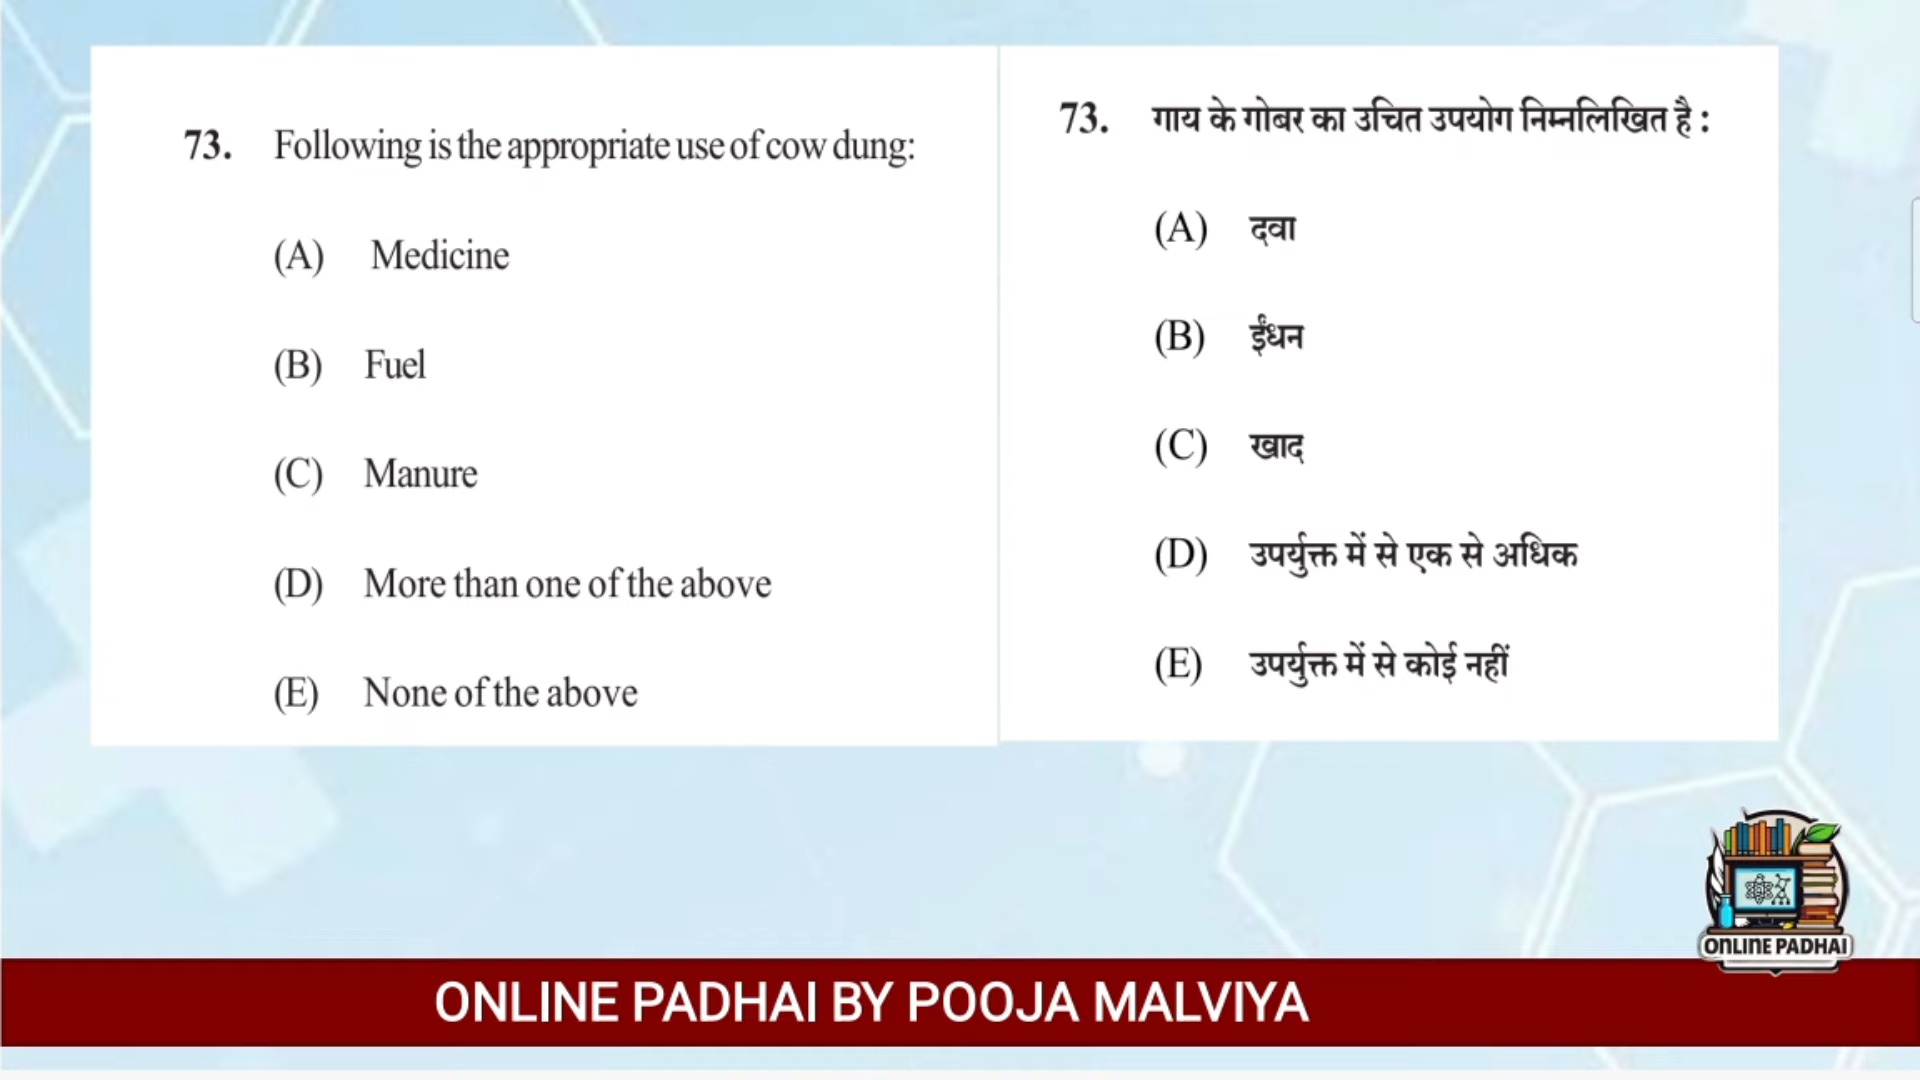 73. Following is the appropriate use of cow dung:
(A) Medicine
(B) Fuel
(C) Manure
(D) More than one of the above
(E) None of the above
73. गाय के गोबर का उचित उपयोग निम्नलिखित है :
(A) दवा
(B) ईंधन
(C) खाद
(D) उपर्युक्त में से एक से अधिक
(E) उपर्युक्त में से कोई नहीं
ONLINE PADHAI
ONLINE PADHAI BY POOJA MALVIYA